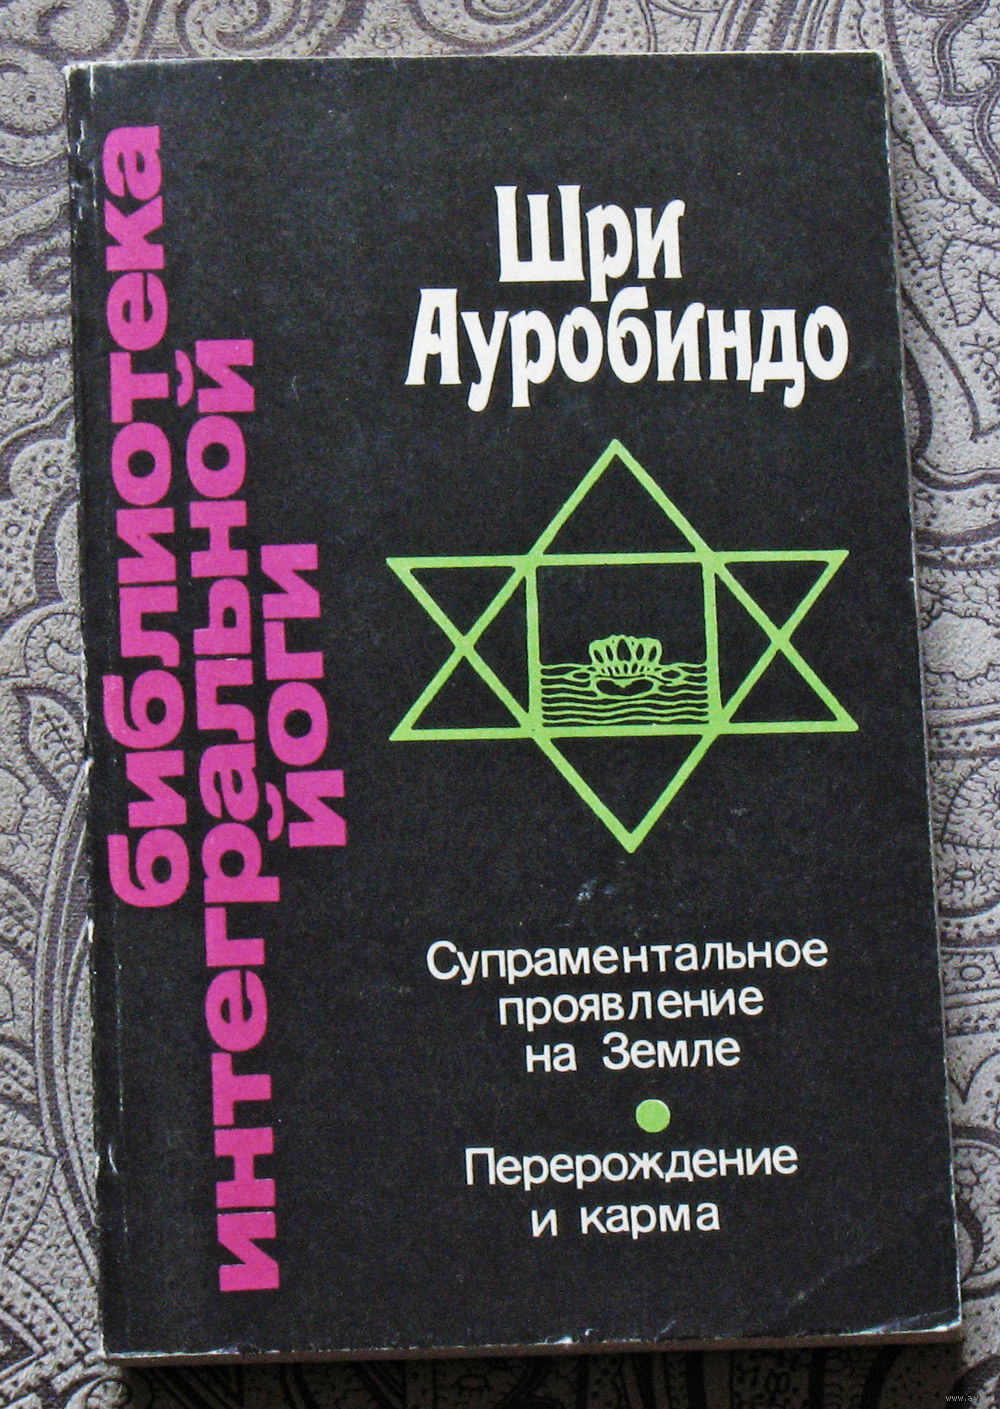 библиотека
интегральной
йоги
Шри
Ауробиндо
Супраментальное
проявление
на Земле
Перерождение
и карма